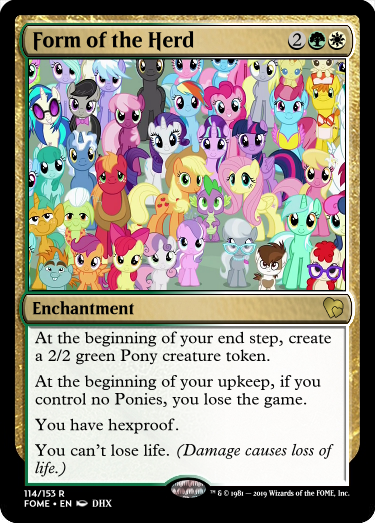 Form of the Herd 2
Enchantment
At the beginning of your end step, create
a 2/2 green Pony creature token.
At the beginning of your upkeep, if you
control no Ponies, you lose the game.
You have hexproof.
You can't lose life. (Damage causes loss of
life.)
114/153 R
FOME • EN DHX
™ & © 1981 — 2019 Wizards of the FOME, Inc.